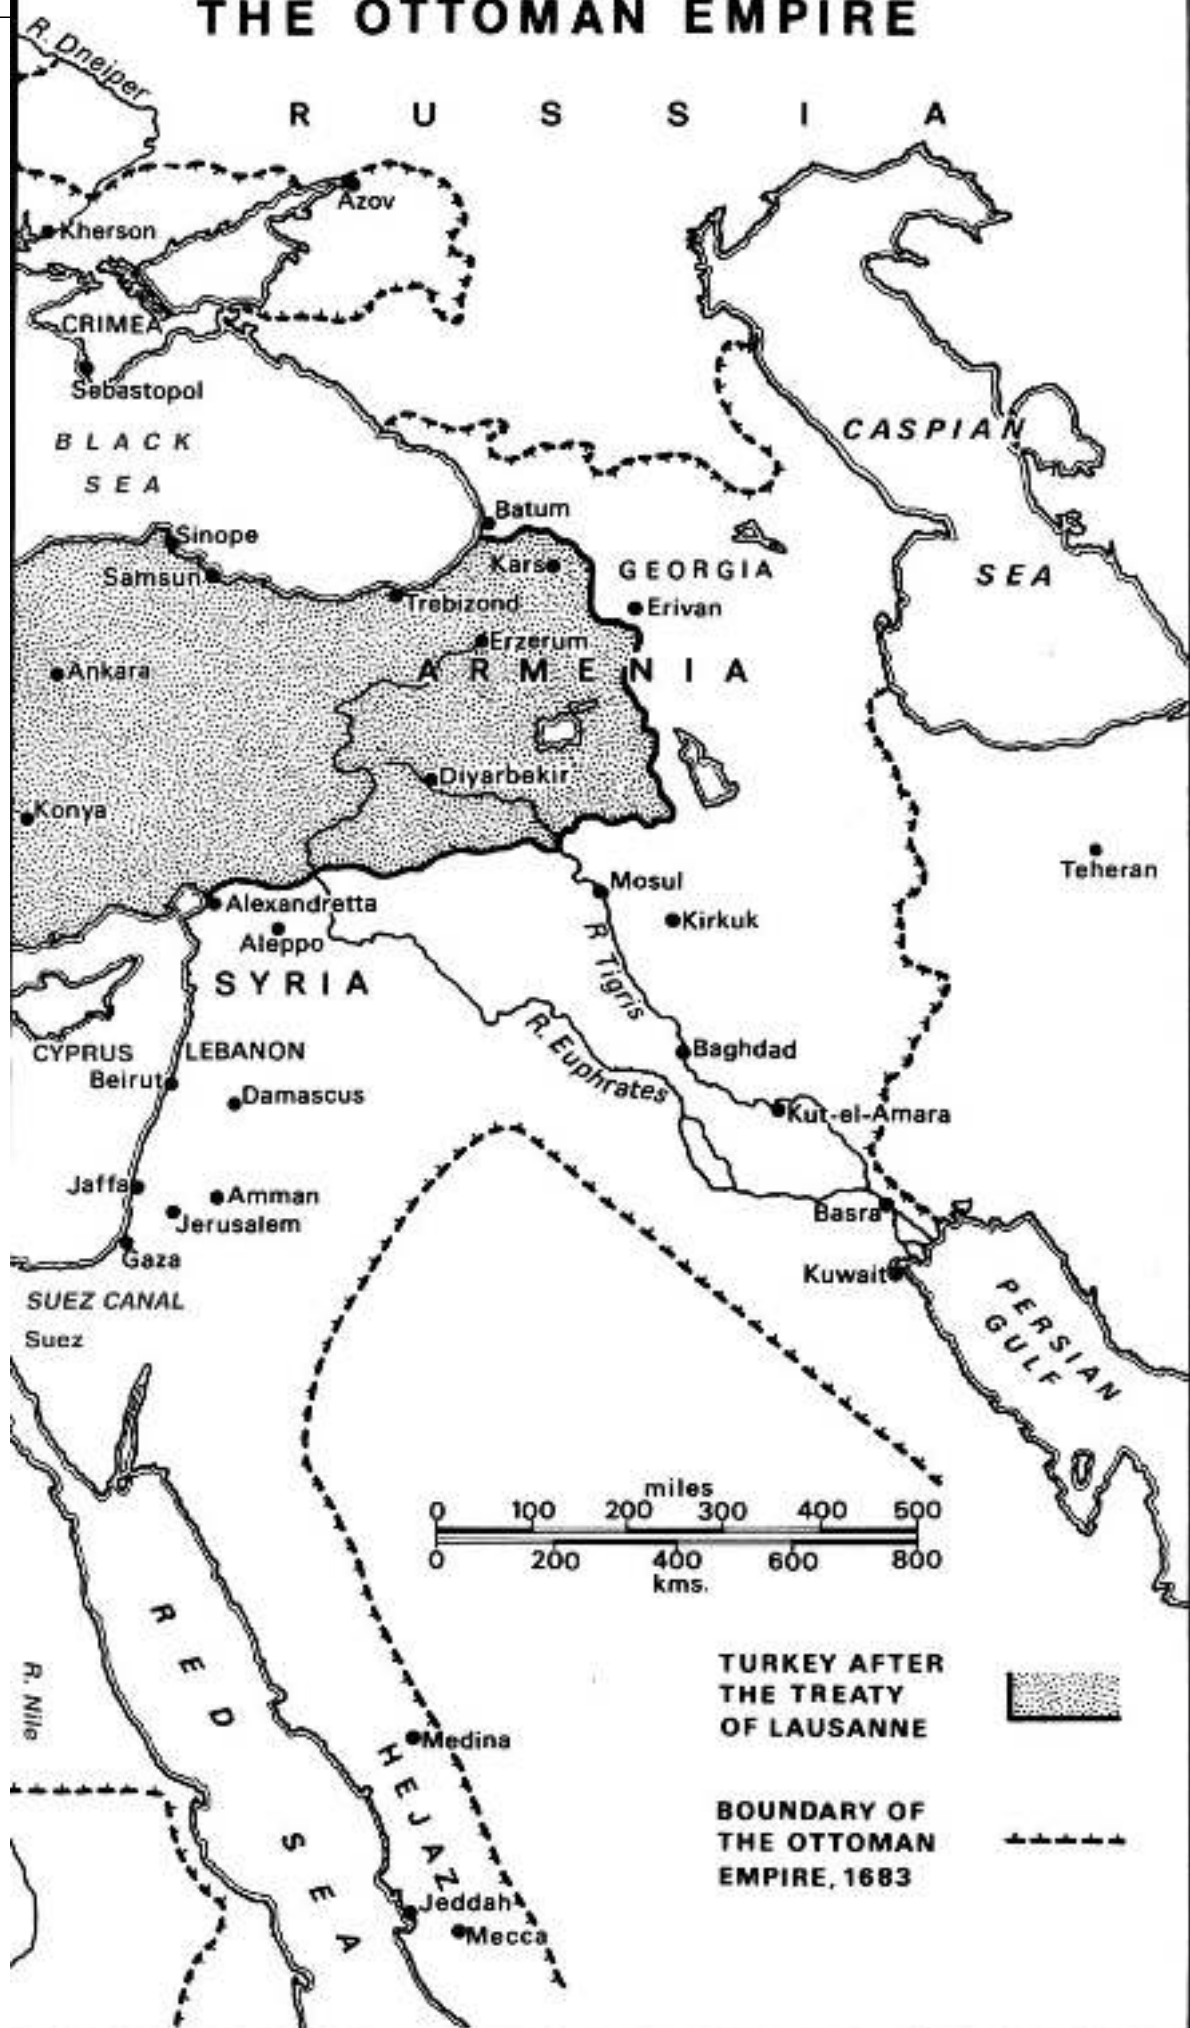 THE OTTOMAN EMPIRE
R. Dneiper
RUSSIA
Azov
Kherson
CRIMEA
Sebastopol
BLACK
SEA
CASPIAN
SEA
Batum
Sinope
Kars
GEORGIA
Samsun
Trebizond
Erivan
Erzerum
ARMENIA
Ankara
Diyarbekir
Konya
Teheran
Mosul
Alexandretta
Kirkuk
Aleppo
SYRIA
R Tigris
R. Euphrates
CYPRUS
LEBANON
Baghdad
Beirut
Damascus
Kut-el-Amara
Jaffa
Amman
Jerusalem
Basra
Gaza
Kuwait
SUEZ CANAL
Suez
PERSIAN
GULF
miles
0 100 200 300 400 500
0 200 400 600 800
kms.
RED SEA
R. Nile
TURKEY AFTER
THE TREATY
OF LAUSANNE
Medina
HEJAZ
BOUNDARY OF
THE OTTOMAN
EMPIRE, 1683
Jeddah
Mecca